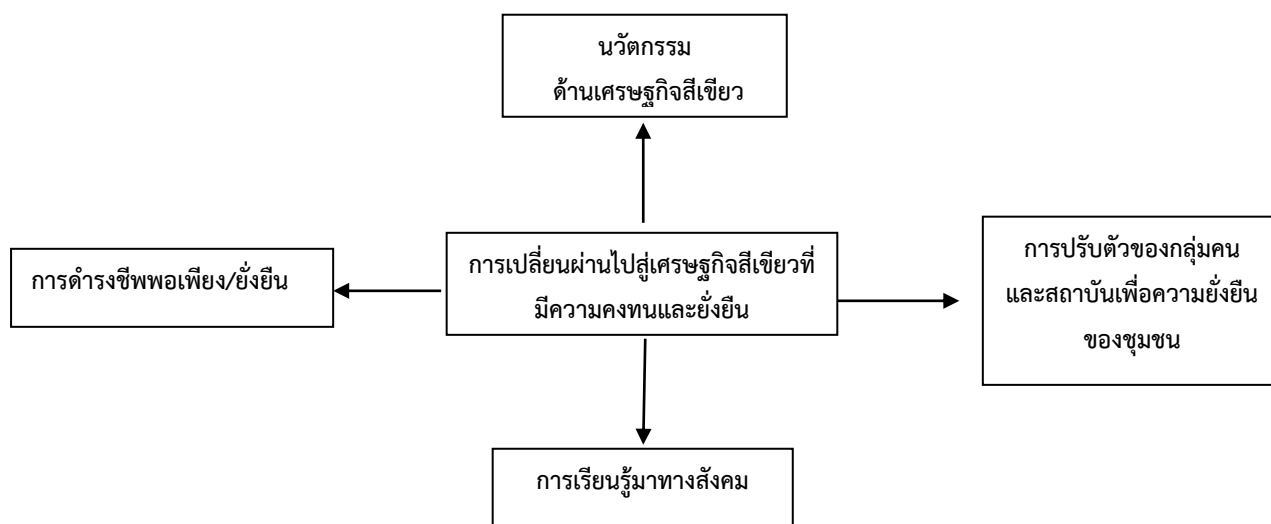 นวัตกรรม
ด้านเศรษฐกิจสีเขียว
การดำรงชีพพอเพียง/ยั่งยืน
การเปลี่ยนผ่านไปสู่เศรษฐกิจสีเขียวที่
มีความคงทนและยั่งยืน
การปรับตัวของกลุ่มคน
และสถาบันเพื่อความยั่งยืน
ของชุมชน
การเรียนรู้มาทางสังคม